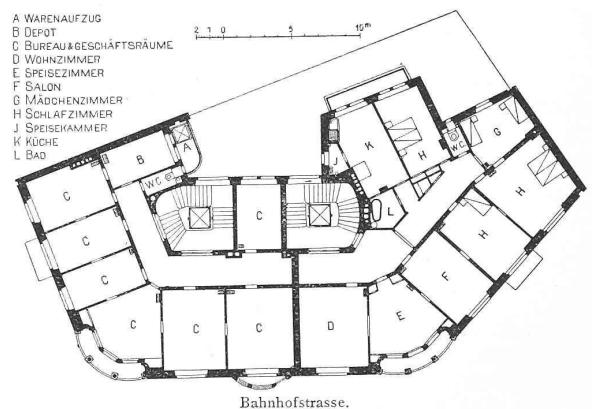 A WARENAUFZUG
B DEPOT
C BUREAU & GESCHÄFTSRÄUME
D WOHNZIMMER
E SPEISEZIMMER
F SALON
G MÄDCHENZIMMER
H SCHLAFZIMMER
J SPEISEKAMMER
K KÜCHE
L BAD
2 1 0 5 10m
A
B
WC
C
C
C
C
C
C
C
C
J
K
H
WC
G
H
L
H
F
E
D
Bahnhofstrasse.